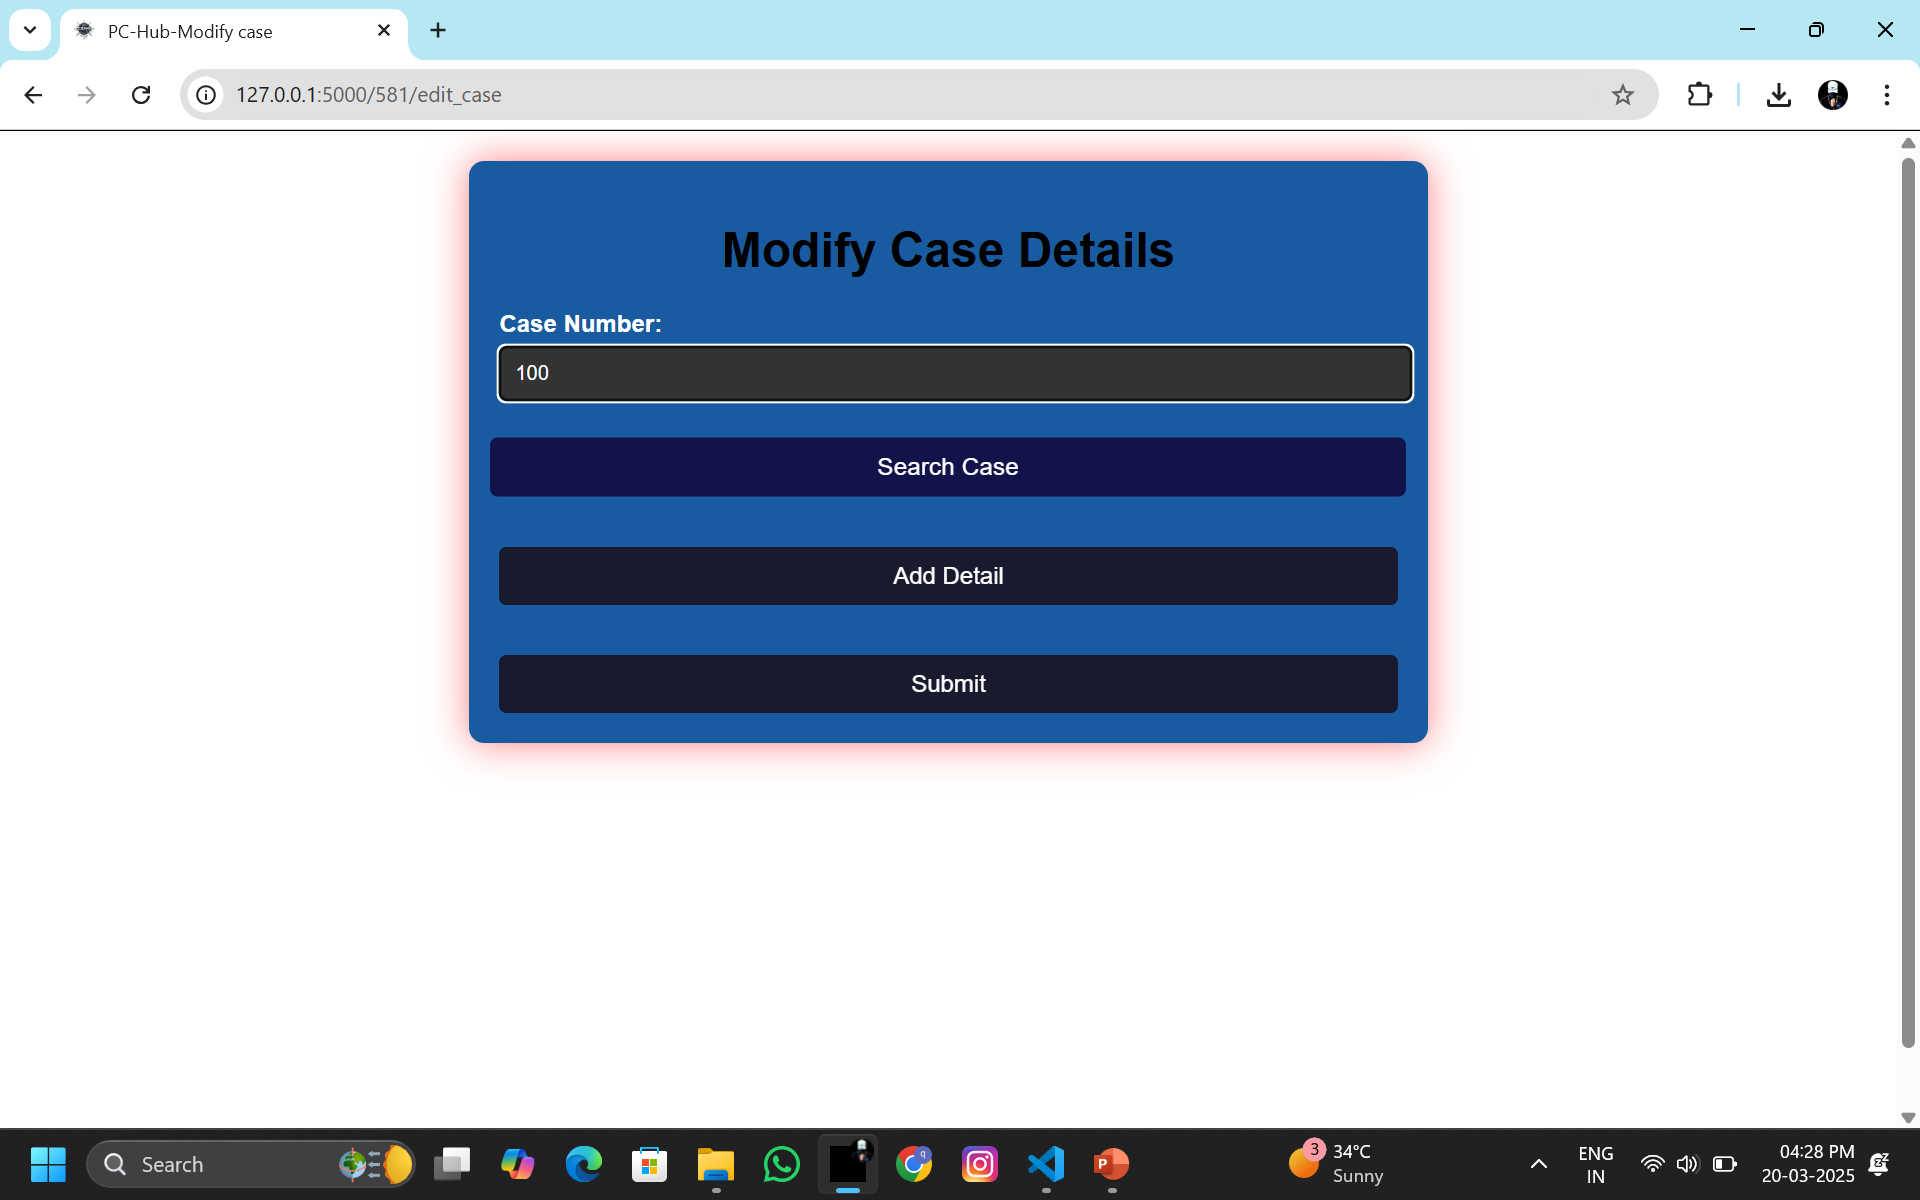 PC-Hub-Modify case
127.0.0.1:5000/581/edit_case
Modify Case Details
Case Number:
100
Search Case
Add Detail
Submit
Search
q
P
3
34°C
Sunny
ENG
IN
04:28 PM
20-03-2025